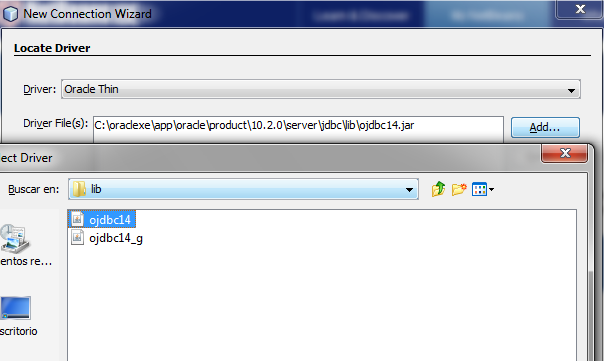 New Connection Wizard
Locate Driver
Driver: Oracle Thin
Driver File(s): C:\oraclexe\app\oracle\product\10.2.0\server\jdbc\lib\ojdbc14.jar
Add...
ect Driver
Buscar en: lib
ojdbc14
ojdbc14_g
entos re...
scritorio